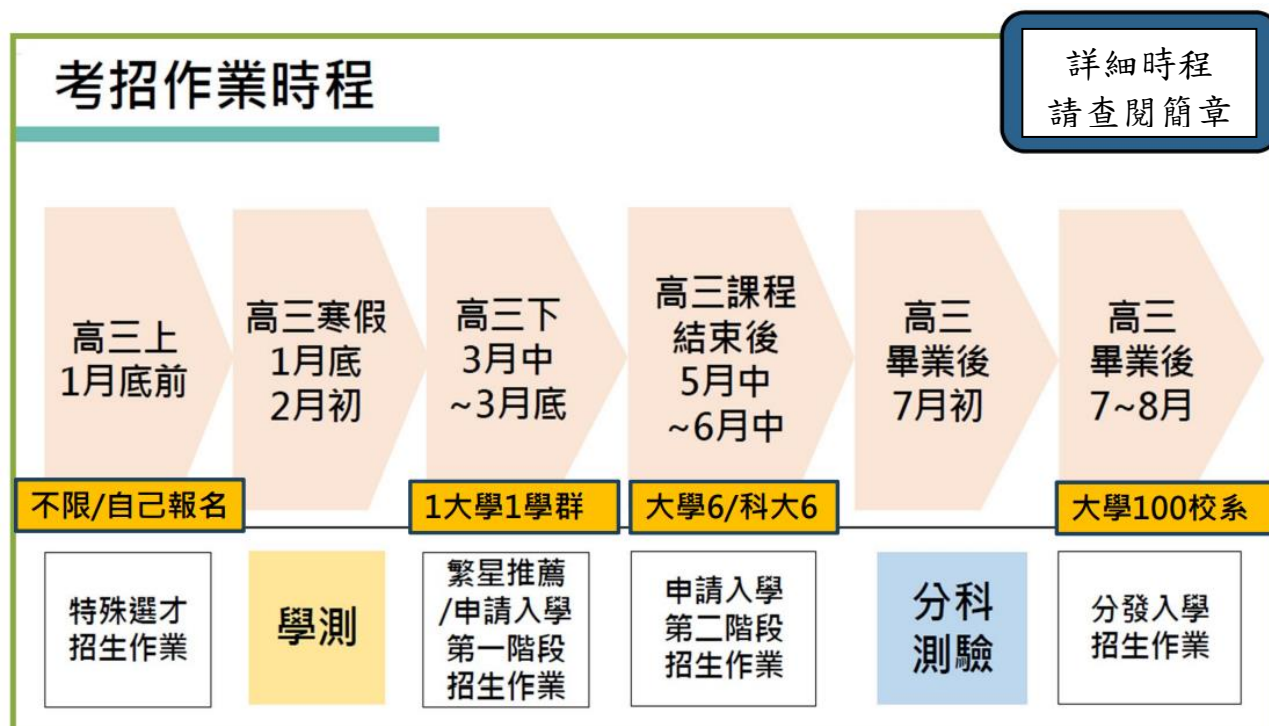 考招作業時程
詳細時程
請查閱簡章
高三上
1月底前
高三寒假
1月底
2月初
高三下
3月中
~3月底
高三課程
結束後
5月中
~6月中
高三
畢業後
7月初
高三
畢業後
7~8月
不限/自己報名
1大學1學群
大學6/科大6
大學100校系
特殊選才
招生作業
學測
繁星推薦
/申請入學
第一階段
招生作業
申請入學
第二階段
招生作業
分科
測驗
分發入學
招生作業